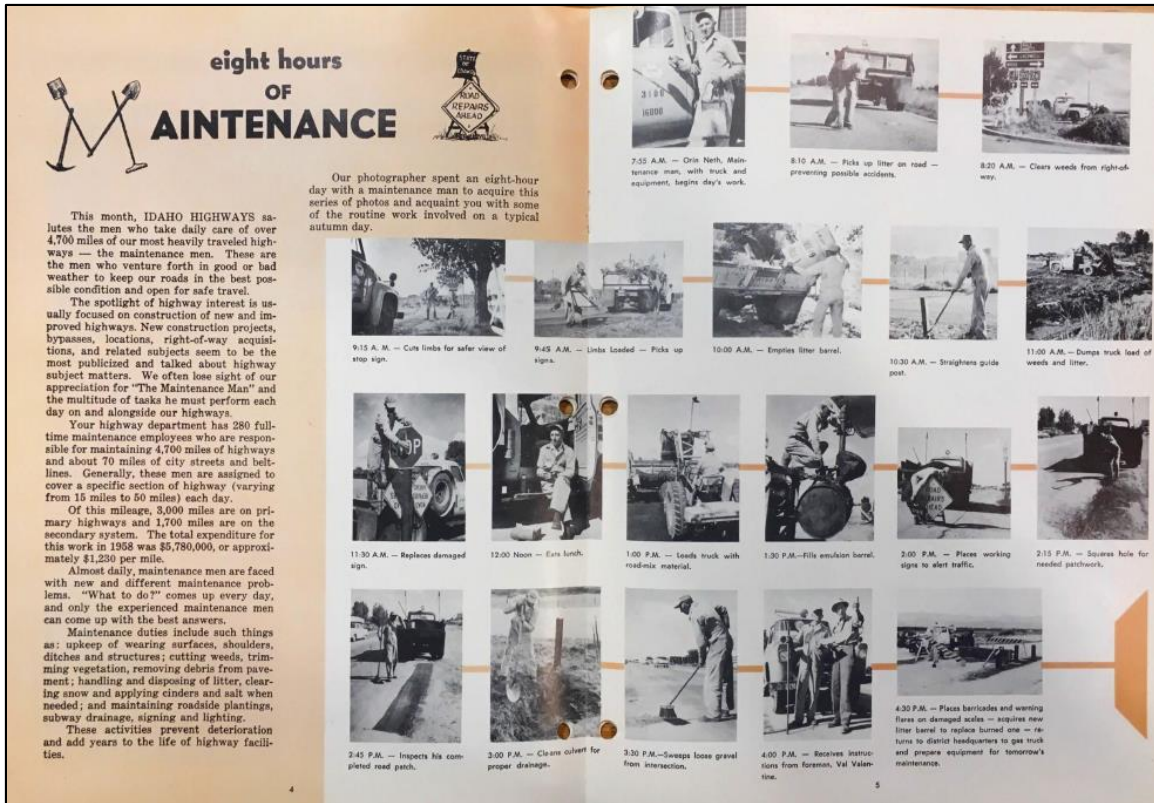 eight hours
OF
MAINTENANCE
STATE OF
ROAD
REPAIRS
AHEAD
Our photographer spent an eight-hour
day with a maintenance man to acquire this
series of photos and acquaint you with some
of the routine work involved on a typical
autumn day.
This month, IDAHO HIGHWAYS sa-
lutes the men who take daily care of over
4,700 miles of our most heavily traveled high-
ways — the maintenance men. These are
the men who venture forth in good or bad
weather to keep our roads in the best pos-
sible condition and open for safe travel.
The spotlight of highway interest is us-
ually focused on construction of new and im-
proved highways. New construction projects,
bypasses, locations, right-of-way acquisi-
tions, and related subjects seem to be the
most publicized and talked about highway
subject matters. We often lose sight of our
appreciation for "The Maintenance Man" and
the multitude of tasks he must perform each
day on and alongside our highways.
Your highway department has 280 full-
time maintenance employees who are respon-
sible for maintaining 4,700 miles of highways
and about 70 miles of city streets and belt-
lines. Generally, these men are assigned to
cover a specific section of highway (varying
from 15 miles to 50 miles) each day.
Of this mileage, 3,000 miles are on pri-
mary highways and 1,700 miles are on the
secondary system. The total expenditure for
this work in 1958 was $5,780,000, or approxi-
mately $1,230 per mile.
Almost daily, maintenance men are faced
with new and different maintenance prob-
lems. "What to do?" comes up every day,
and only the experienced maintenance men
can come up with the best answers.
Maintenance duties include such things
as: upkeep of wearing surfaces, shoulders,
ditches and structures; cutting weeds, trim-
ming vegetation, removing debris from pave-
ment; handling and disposing of litter, clear-
ing snow and applying cinders and salt when
needed; and maintaining roadside plantings,
subway drainage, signing and lighting.
These activities prevent deterioration
and add years to the life of highway facili-
ties.
4
3100
16000
7:55 A.M. — Orin Neth, Main-
tenance man, with truck and
equipment, begins day's work.
8:10 A.M. — Picks up litter on road —
preventing possible accidents.
8:20 A.M. — Clears weeds from right-of-
way.
9:15 A. M. — Cuts limbs for safer view of
stop sign.
9:45 A.M. — Limbs Loaded — Picks up
signs.
10:00 A.M. — Empties litter barrel.
10:30 A.M. — Straightens guide
post.
11:00 A.M. — Dumps truck load of
weeds and litter.
STOP
11:30 A.M. — Replaces damaged
sign.
12:00 Noon — Eats lunch.
1:00 P.M. — Loads truck with
road-mix material.
1:30 P.M.—Fills emulsion barrel.
ROAD
REPAIRS
AHEAD
2:00 P.M. — Places working
signs to alert traffic.
2:15 P.M. — Squares hole for
needed patchwork.
2:45 P.M. — Inspects his com-
pleted road patch.
3:00 P.M. — Cleans culvert for
proper drainage.
3:30 P.M.—Sweeps loose gravel
from intersection.
4:00 P.M. — Receives instruc-
tions from foreman, Val Valan-
tine.
4:30 P.M. — Places barricades and warning
flares on damaged scales — acquires new
litter barrel to replace burned one — re-
turns to district headquarters to gas truck
and prepare equipment for tomorrow's
maintenance.
5